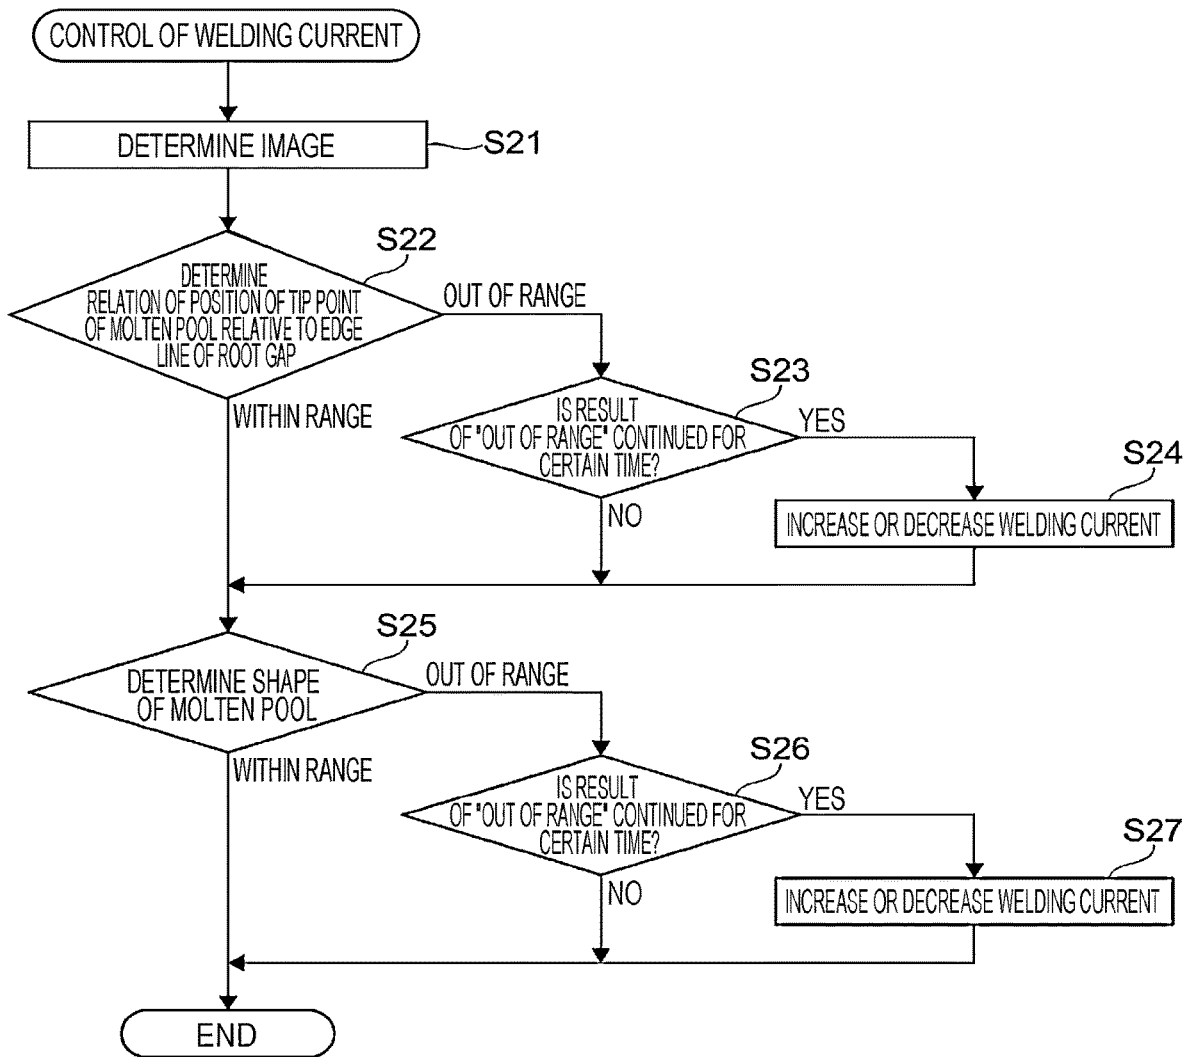 CONTROL OF WELDING CURRENT
DETERMINE IMAGE
S21
S22
DETERMINE
RELATION OF POSITION OF TIP POINT
OF MOLTEN POOL RELATIVE TO EDGE
LINE OF ROOT GAP
OUT OF RANGE
WITHIN RANGE
S23
IS RESULT
OF "OUT OF RANGE" CONTINUED FOR
CERTAIN TIME?
YES
NO
S24
INCREASE OR DECREASE WELDING CURRENT
S25
DETERMINE SHAPE
OF MOLTEN POOL
OUT OF RANGE
WITHIN RANGE
S26
IS RESULT
OF "OUT OF RANGE" CONTINUED FOR
CERTAIN TIME?
YES
NO
S27
INCREASE OR DECREASE WELDING CURRENT
END